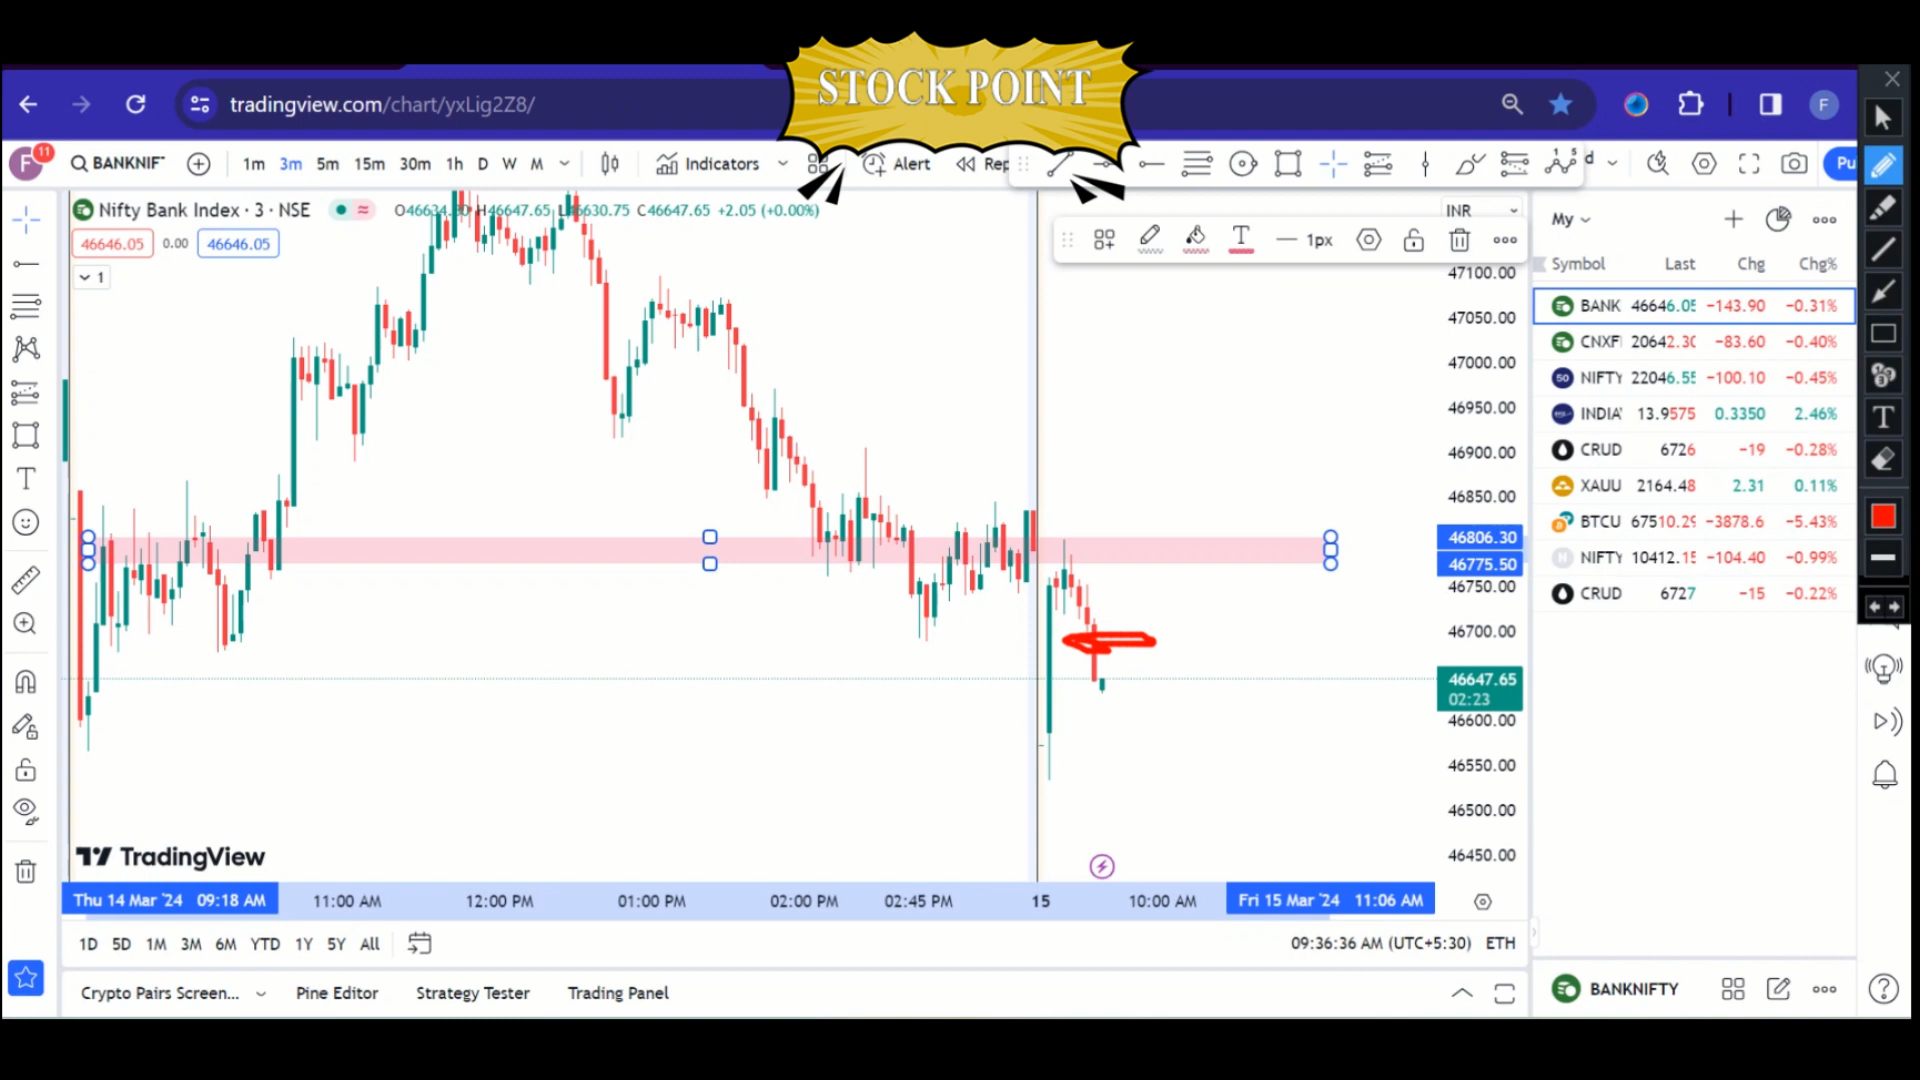 STOCK POINT
tradingview.com/chart/yxLig2Z8/
F
F 11 BANKNIF 1m 3m 5m 15m 30m 1h D W M Indicators Alert Rep d Pu
Nifty Bank Index · 3 · NSE O46634.90 H46647.65 L46630.75 C46647.65 +2.05 (+0.00%)
46646.05 0.00 46646.05
1
INR
1px
47100.00
47050.00
47000.00
46950.00
46900.00
46850.00
46806.30
46775.50
46750.00
46700.00
46647.65
02:23
46600.00
46550.00
46500.00
46450.00
My
Symbol Last Chg Chg%
BANK 46646.05 −143.90 −0.31%
CNXF 20642.30 −83.60 −0.40%
50 NIFTY 22046.55 −100.10 −0.45%
INDIA 13.9575 0.3350 2.46%
CRUD 6726 −19 −0.28%
XAUU 2164.48 2.31 0.11%
BTCU 67510.29 −3878.6 −5.43%
N NIFTY 10412.15 −104.40 −0.99%
CRUD 6727 −15 −0.22%
TradingView
Thu 14 Mar '24 09:18 AM 11:00 AM 12:00 PM 01:00 PM 02:00 PM 02:45 PM 15 10:00 AM Fri 15 Mar '24 11:06 AM
1D 5D 1M 3M 6M YTD 1Y 5Y All 09:36:36 AM (UTC+5:30) ETH
Crypto Pairs Screen... Pine Editor Strategy Tester Trading Panel
BANKNIFTY